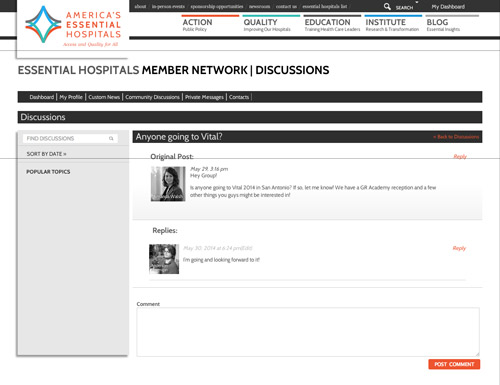 AMERICA'S
ESSENTIAL
HOSPITALS
Access and Quality for All
about in-person events sponsorship opportunities newsroom contact us essential hospitals list
SEARCH
My Dashboard
ACTION
Public Policy
QUALITY
Improving Our Hospitals
EDUCATION
Training Health Care Leaders
INSTITUTE
Research & Transformation
BLOG
Essential Insights
ESSENTIAL HOSPITALS MEMBER NETWORK | DISCUSSIONS
Dashboard | My Profile | Custom News | Community Discussions | Private Messages | Contacts |
Discussions
FIND DISCUSSIONS
SORT BY DATE »
POPULAR TOPICS
Anyone going to Vital?
< Back to Discussions
Original Post:
Reply
May 29, 3:16 pm
Hey Group!
Is anyone going to Vital 2014 in San Antonio? If so, let me know! We have a GR Academy reception and a few
other things you guys might be interested in!
Walsh
Replies:
May 30, 2014 at 6:24 pm
Reply
I'm going and looking forward to it!
Comment
POST COMMENT